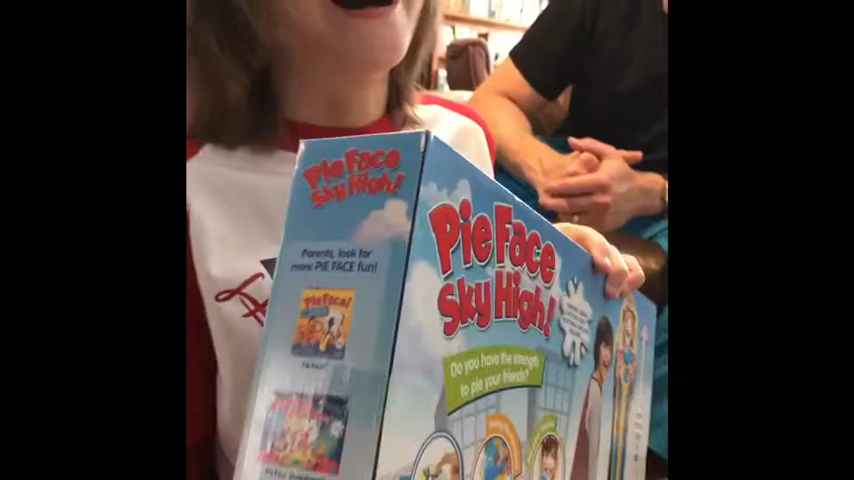 Pie Face
Sky High!
Parents, look for
more PIE FACE fun!
Pie Face!
Pie Face
Sky High!
Do you have the strength
to pie your friends?